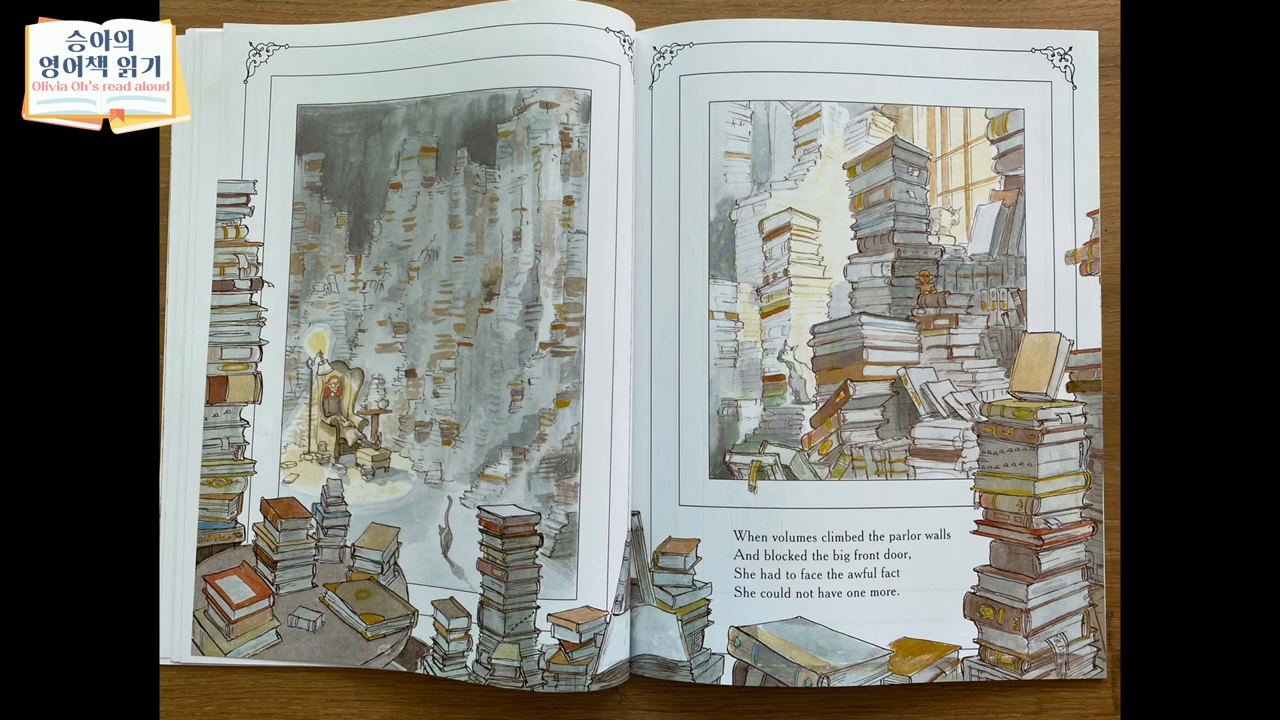 승아의
영어책 읽기
Olivia Oh's read aloud
When volumes climbed the parlor walls
And blocked the big front door,
She had to face the awful fact
She could not have one more.